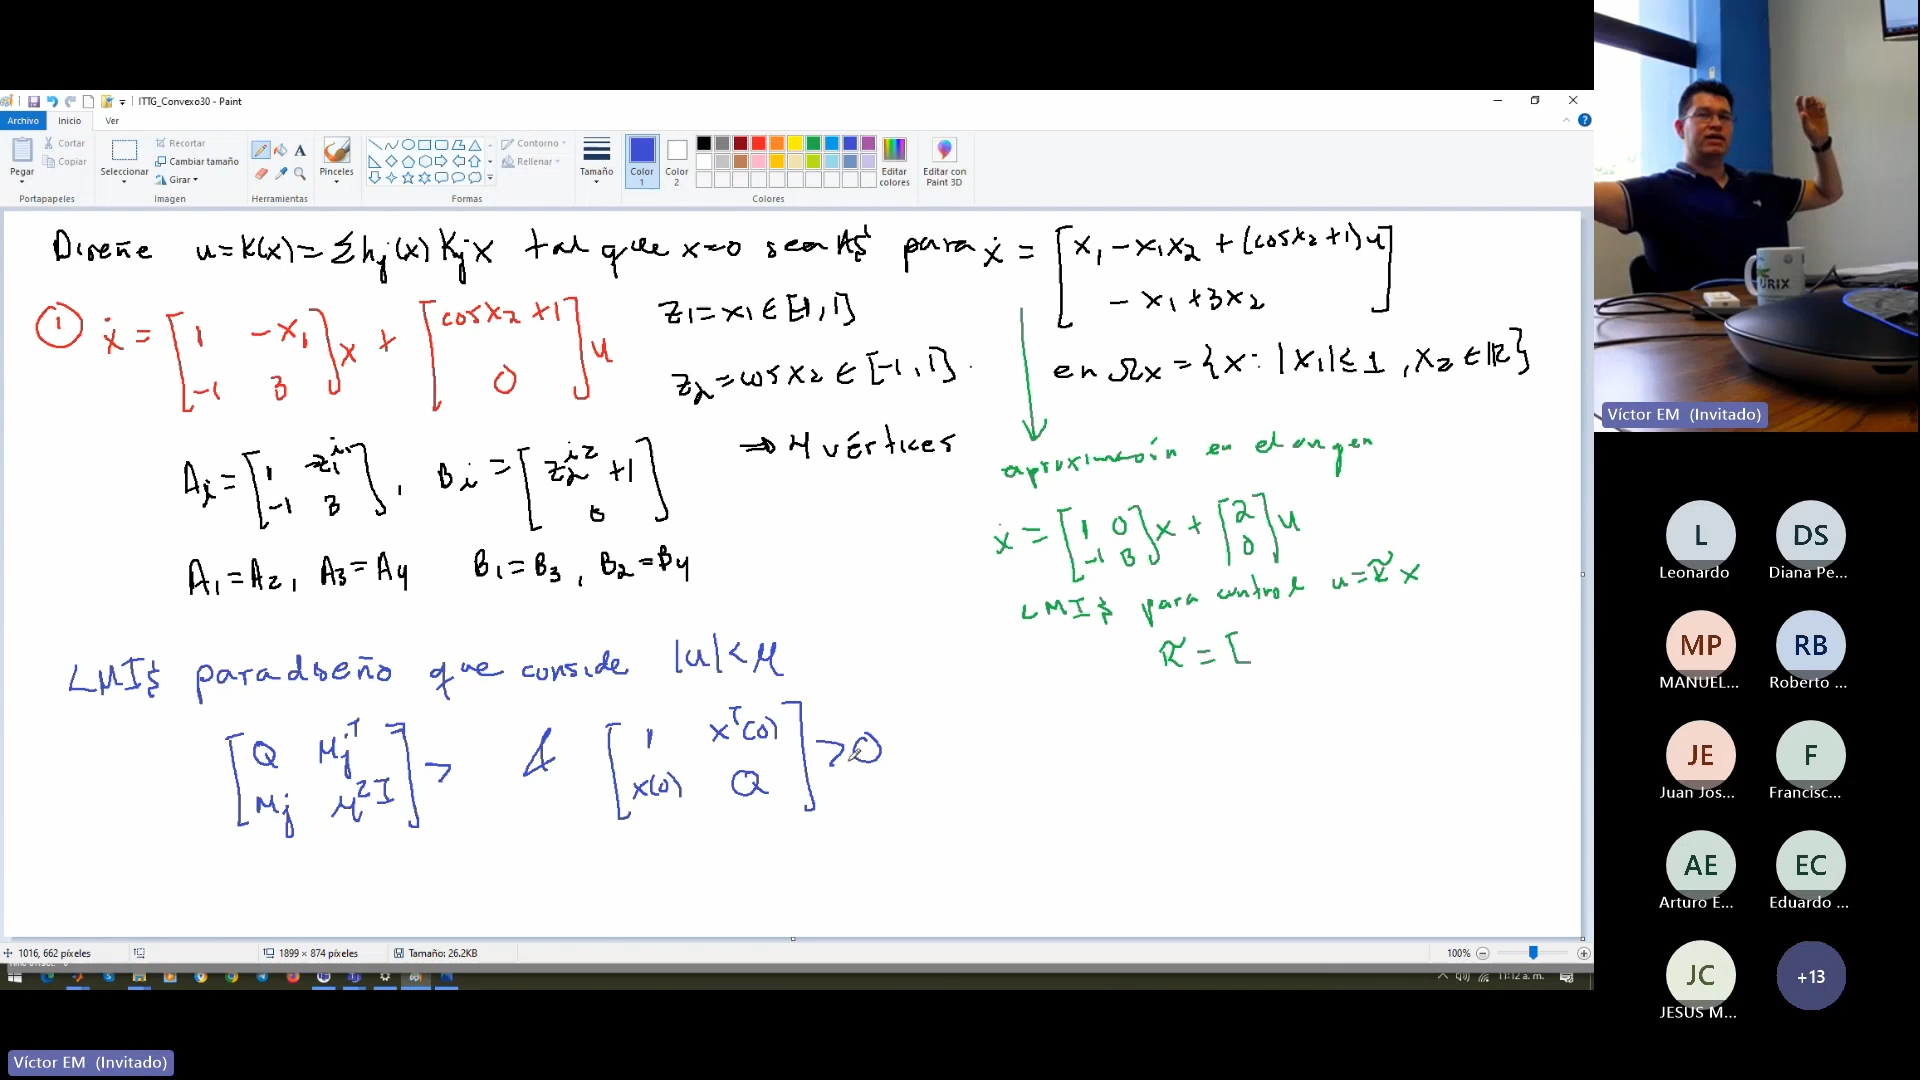 ITTG_Convexo30 - Paint
Archivo Inicio Ver
Pegar
Cortar
Copiar
Portapapeles
Seleccionar
Recortar
Cambiar tamaño
Girar
Imagen
A
Herramientas
Pinceles
Contorno
Rellenar
Formas
Tamaño
Color 1
Color 2
Editar colores
Editar con Paint 3D
Colores
Diseñe u=K(x)=∑hj(x)Kjx tal que x=0 sea AS para ẋ = [x1 - x1x2 + (cosx2+1)u; - x1+3x2]
en Ωx = {x: |x1| ≤ 1, x2 ∈ ℝ}
① ẋ = [1 -x1; -1 3]x + [cosx2+1; 0]u
z1=x1∈[-1,1]
z2=cosx2∈[-1,1].
⇒ 4 vértices
Ai=[1 -z1^i1; -1 3], Bi=[z2^i2+1; 0]
A1=A2, A3=A4 B1=B3, B2=B4
aproximación en el origen
ẋ=[1 0; -1 3]x+[2; 0]u
LMIs para control u=K̃x
K̃=[
LMIs para diseño que conside |u|<μ
[Q Mj^T; Mj μ²I]> & [1 x^T(0); x(0) Q]>0
1016, 662 píxeles
1899 × 874 píxeles
Tamaño: 26.2KB
100%
11:12 a. m.
URIX
Víctor EM (Invitado)
L
Leonardo
DS
Diana Pe...
MP
MANUEL...
RB
Roberto ...
JE
Juan Jos...
F
Francisc...
AE
Arturo E...
EC
Eduardo ...
JC
JESUS M...
+13
Víctor EM (Invitado)